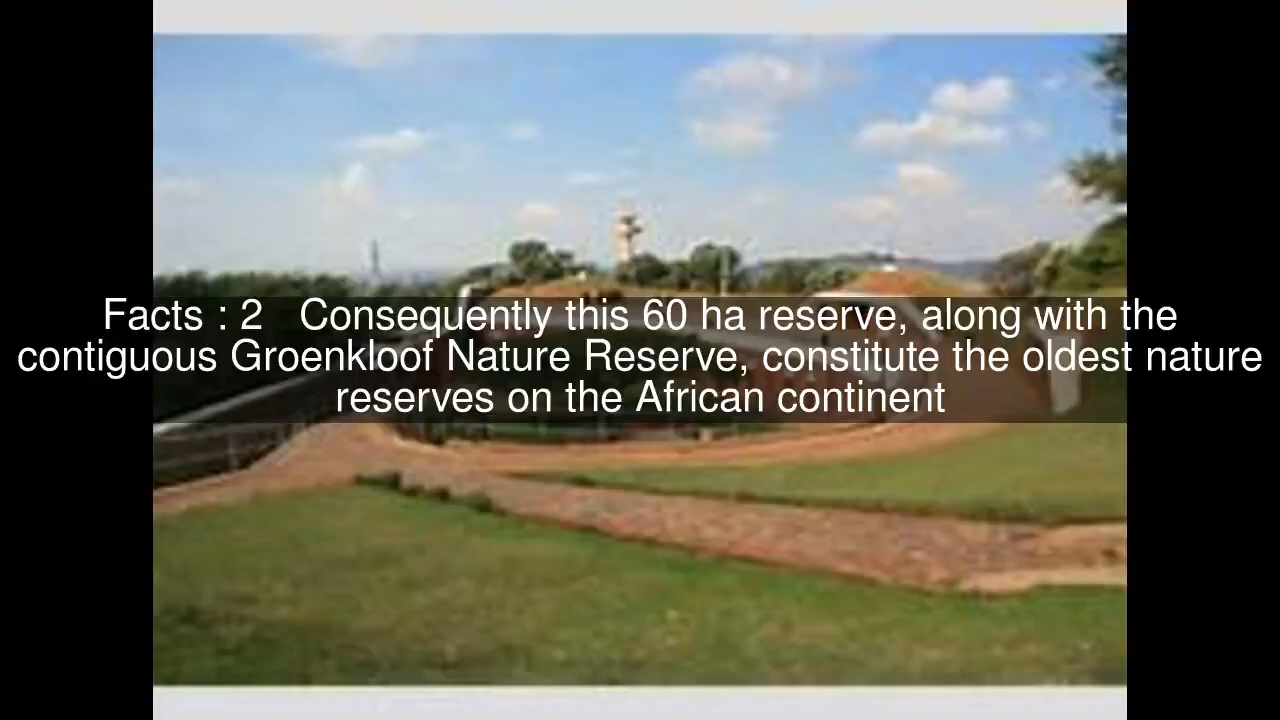 Facts : 2   Consequently this 60 ha reserve, along with the
contiguous Groenkloof Nature Reserve, constitute the oldest nature
reserves on the African continent